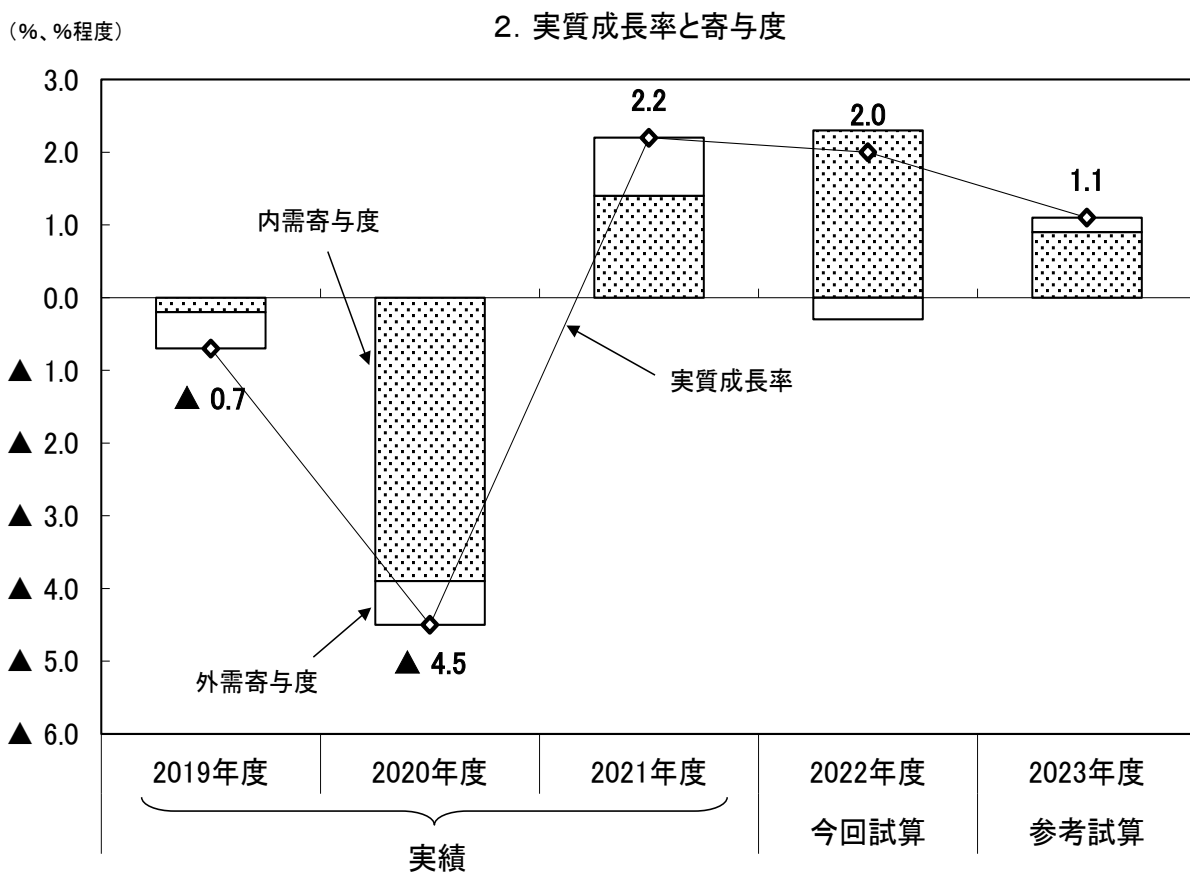 (%、%程度)
2. 実質成長率と寄与度
3.0
2.0
1.0
0.0
▲ 1.0
▲ 2.0
▲ 3.0
▲ 4.0
▲ 5.0
▲ 6.0
2.2
2.0
1.1
▲ 0.7
▲ 4.5
内需寄与度
実質成長率
外需寄与度
2019年度
2020年度
2021年度
2022年度
2023年度
実績
今回試算
参考試算